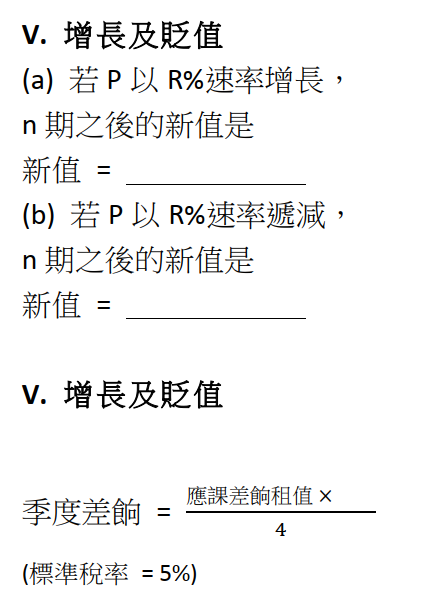 V. 增長及貶值
(a) 若 P 以 R%速率增長，
n 期之後的新值是
新值 = ____________
(b) 若 P 以 R%速率遞減，
n 期之後的新值是
新值 = ____________
V. 增長及貶值
應課差餉租值 ×
季度差餉 =
4
(標準稅率 = 5%)